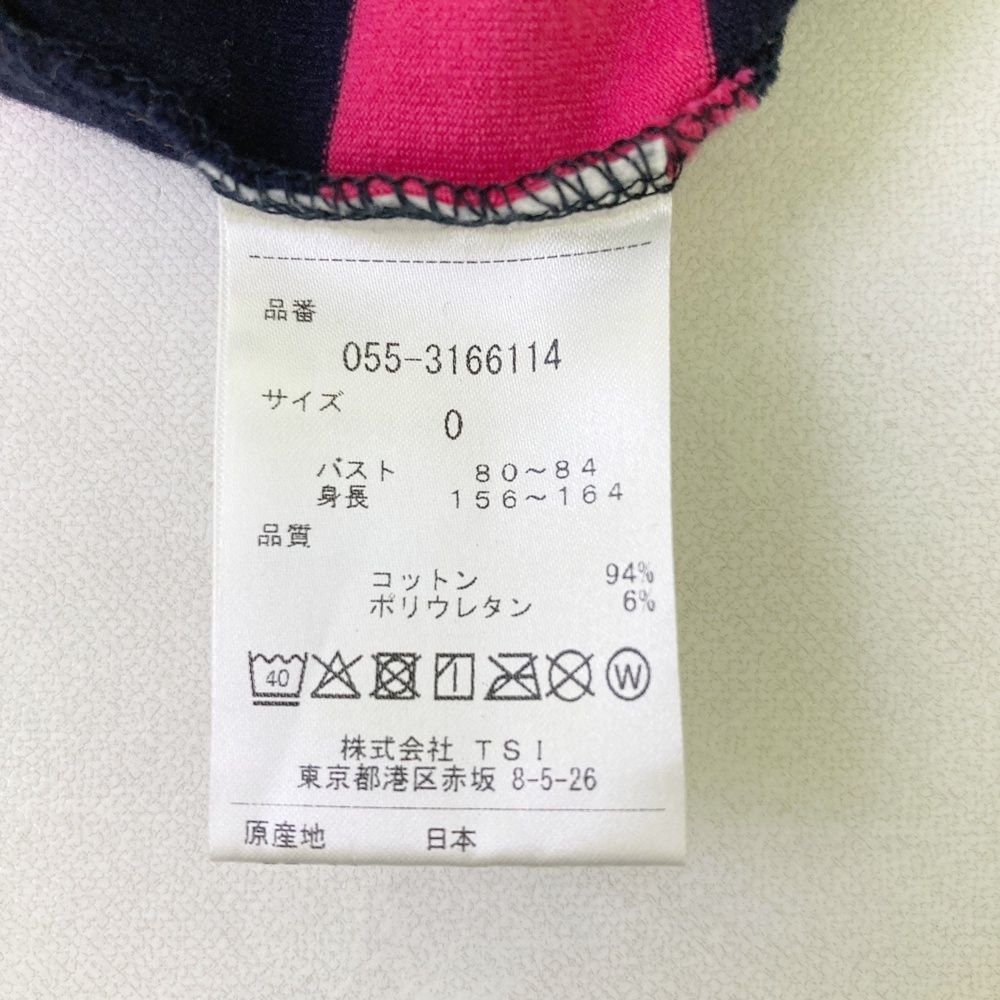 品番
055-3166114
サイズ
0
バスト 80~84
身長 156~164
品質
コットン 94%
ポリウレタン 6%
40 W
株式会社 TSI
東京都港区赤坂 8-5-26
原産地 日本